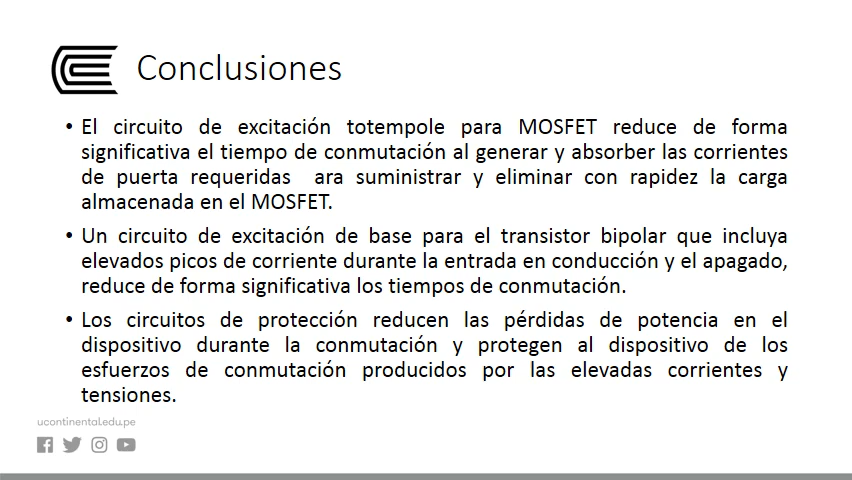 Conclusiones
• El circuito de excitación totempole para MOSFET reduce de forma
significativa el tiempo de conmutación al generar y absorber las corrientes
de puerta requeridas  ara suministrar y eliminar con rapidez la carga
almacenada en el MOSFET.
• Un circuito de excitación de base para el transistor bipolar que incluya
elevados picos de corriente durante la entrada en conducción y el apagado,
reduce de forma significativa los tiempos de conmutación.
• Los circuitos de protección reducen las pérdidas de potencia en el
dispositivo durante la conmutación y protegen al dispositivo de los
esfuerzos de conmutación producidos por las elevadas corrientes y
tensiones.
ucontinental.edu.pe